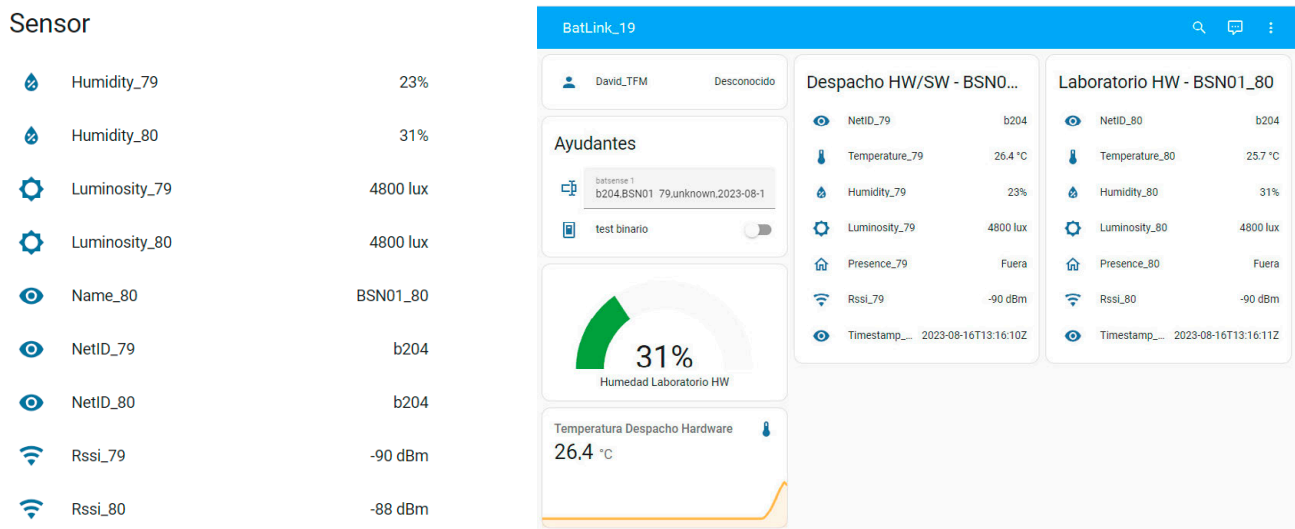 Sensor
Humidity_79 23%
Humidity_80 31%
Luminosity_79 4800 lux
Luminosity_80 4800 lux
Name_80 BSN01_80
NetID_79 b204
NetID_80 b204
Rssi_79 -90 dBm
Rssi_80 -88 dBm
BatLink_19
David_TFM Desconocido
Ayudantes
batsense 1
b204,BSN01 79,unknown,2023-08-1
test binario
31%
Humedad Laboratorio HW
Temperatura Despacho Hardware
26,4 °C
Despacho HW/SW - BSN0...
NetID_79 b204
Temperature_79 26.4 °C
Humidity_79 23%
Luminosity_79 4800 lux
Presence_79 Fuera
Rssi_79 -90 dBm
Timestamp_... 2023-08-16T13:16:10Z
Laboratorio HW - BSN01_80
NetID_80 b204
Temperature_80 25.7 °C
Humidity_80 31%
Luminosity_80 4800 lux
Presence_80 Fuera
Rssi_80 -90 dBm
Timestamp_... 2023-08-16T13:16:11Z